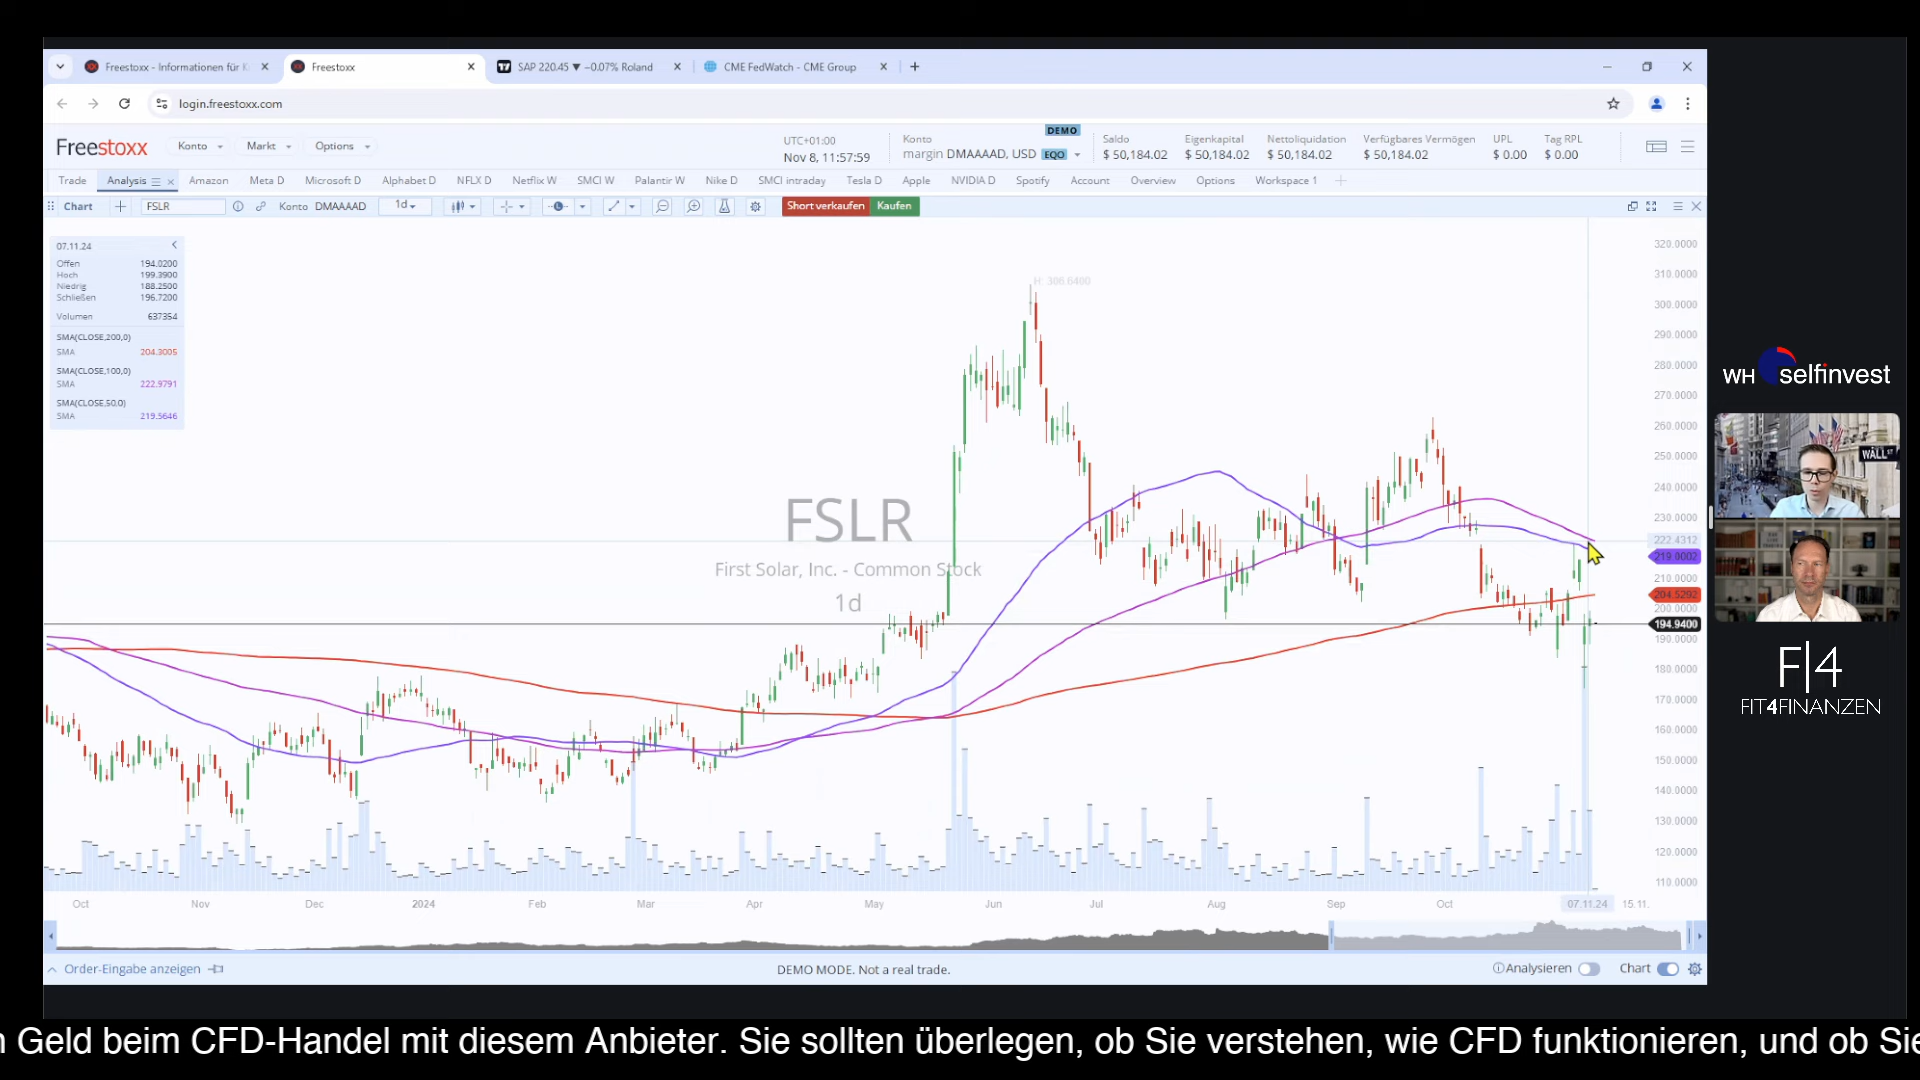 Freestoxx - Informationen für K
Freestoxx
SAP 220.45 ▼ −0.07% Roland
CME FedWatch - CME Group
login.freestoxx.com
Freestoxx
Konto
Markt
Options
UTC+01:00
Nov 8, 11:57:59
Konto
DEMO
margin DMAAAAD, USD EQO
Saldo
$ 50,184.02
Eigenkapital
$ 50,184.02
Nettoliquidation
$ 50,184.02
Verfügbares Vermögen
$ 50,184.02
UPL
$ 0.00
Tag RPL
$ 0.00
Trade
Analysis
Amazon
Meta D
Microsoft D
Alphabet D
NFLX D
Netflix W
SMCI W
Palantir W
Nike D
SMCI intraday
Tesla D
Apple
NVIDIA D
Spotify
Account
Overview
Options
Workspace 1
Chart
FSLR
Konto DMAAAAD
1d
Short verkaufen
Kaufen
07.11.24
Offen 194.0200
Hoch 199.3900
Niedrig 188.2500
Schließen 196.7200
Volumen 637354
SMA(CLOSE,200,0)
SMA 204.3005
SMA(CLOSE,100,0)
SMA 222.9791
SMA(CLOSE,50,0)
SMA 219.5646
H: 306.6400
FSLR
First Solar, Inc. - Common Stock
1d
320.0000
310.0000
300.0000
290.0000
280.0000
270.0000
260.0000
250.0000
240.0000
230.0000
222.4312
219.0002
210.0000
204.5292
200.0000
194.9400
190.0000
180.0000
170.0000
160.0000
150.0000
140.0000
130.0000
120.0000
110.0000
Oct
Nov
Dec
2024
Feb
Mar
Apr
May
Jun
Jul
Aug
Sep
Oct
07.11.24
15.11.
Order-Eingabe anzeigen
DEMO MODE. Not a real trade.
Analysieren
Chart
WH selfinvest
WALL ST
F|4
FIT4FINANZEN
n Geld beim CFD-Handel mit diesem Anbieter. Sie sollten überlegen, ob Sie verstehen, wie CFD funktionieren, und ob Sie